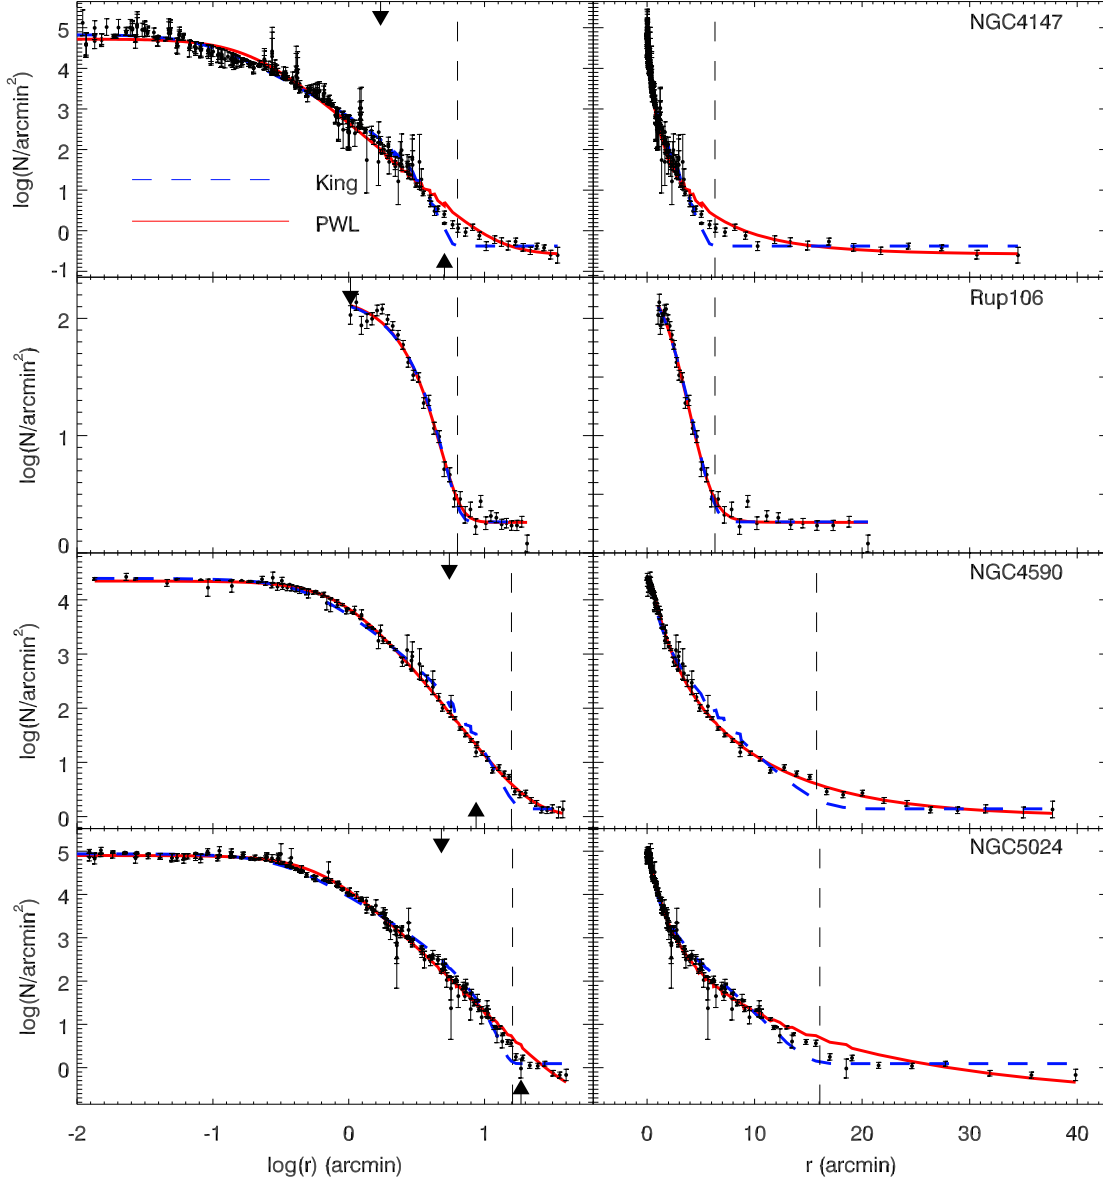 NGC4147
5
4
3
2
1
0
-1
log(N/arcmin²)
King
PWL
Rup106
2
1
0
log(N/arcmin²)
NGC4590
4
3
2
1
0
log(N/arcmin²)
NGC5024
5
4
3
2
1
0
log(N/arcmin²)
-2 -1 0 1 0 10 20 30 40
log(r) (arcmin) r (arcmin)